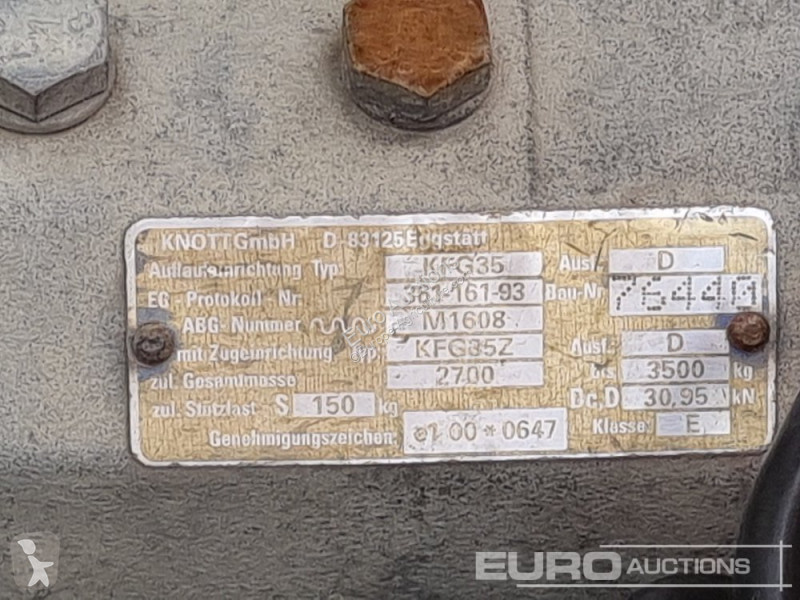 KNOTT GmbH D-83125 Eggstätt
Auflaufeinrichtung Typ: KFG35 Ausf. D
EG - Protokoll - Nr. 361-161-93 Bau-Nr. 76440
ABG- Nummer M1608
mit Zugeinrichtung, Typ: KFG35Z Ausf. D
zul. Gesamtmasse 2700 bis 3500 kg
zul. Stützlast S 150 kg Dc, D 30,95 kN
Genehmigungszeichen, e1 00 * 0647 Klasse: E
EURO AUCTIONS